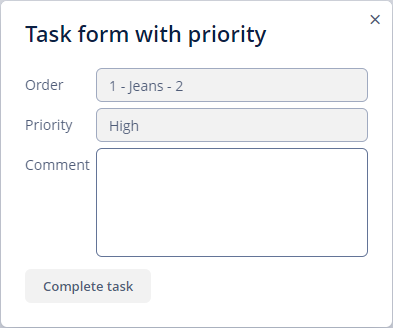 Task form with priority
Order
1 - Jeans - 2
Priority
High
Comment
Complete task